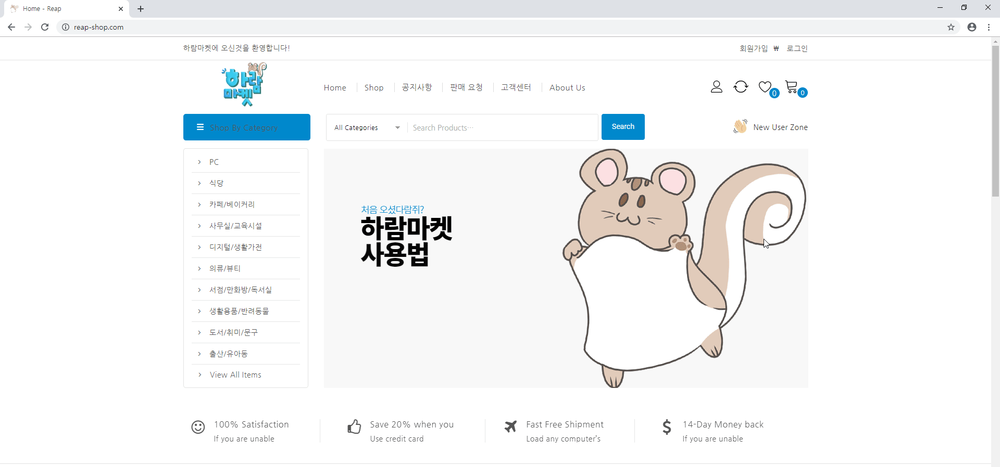 Home - Reap
reap-shop.com
하람마켓에 오신것을 환영합니다!
회원가입 ₩ 로그인
하람
마켓
Home
Shop
공지사항
판매 요청
고객센터
About Us
0
0
Shop By Category
All Categories
Search Products…
Search
New User Zone
PC
식당
카페/베이커리
사무실/교육시설
디지털/생활가전
의류/뷰티
서점/만화방/독서실
생활용품/반려동물
도서/취미/문구
출산/유아동
View All Items
처음 오셨다람쥐?
하람마켓
사용법
100% Satisfaction
If you are unable
Save 20% when you
Use credit card
Fast Free Shipment
Load any computer’s
14-Day Money back
If you are unable